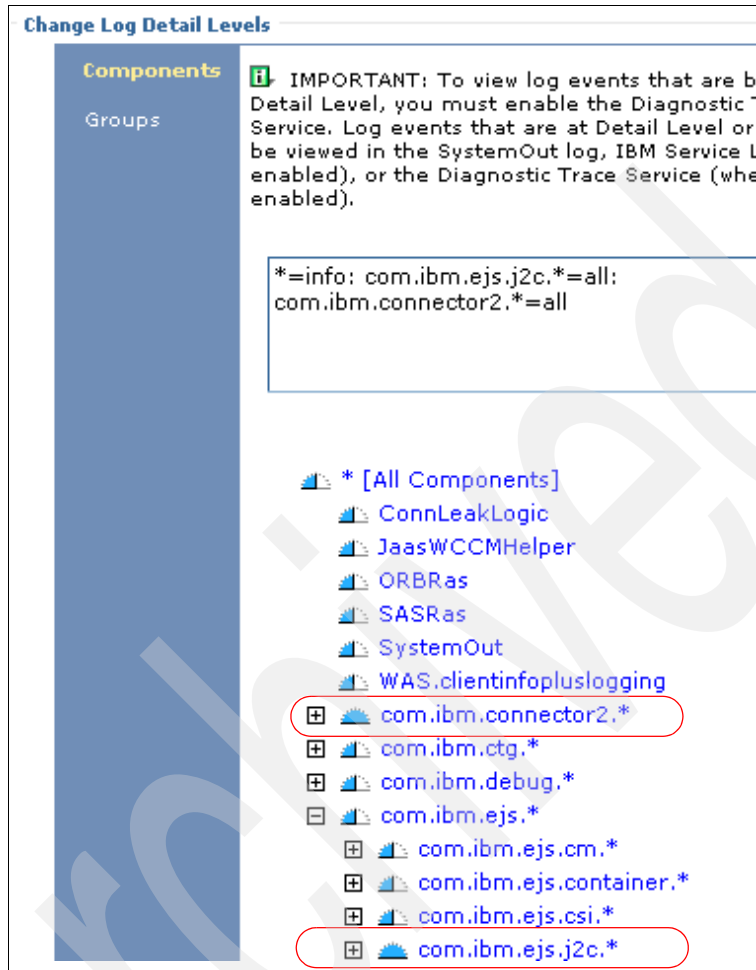 Change Log Detail Levels
Components
Groups
IMPORTANT: To view log events that are b
Detail Level, you must enable the Diagnostic
Service. Log events that are at Detail Level or
be viewed in the SystemOut log, IBM Service
enabled), or the Diagnostic Trace Service (whe
enabled).
*=info: com.ibm.ejs.j2c.*=all:
com.ibm.connector2.*=all
* [All Components]
ConnLeakLogic
JaasWCCMHelper
ORBRas
SASRas
SystemOut
WAS.clientinfopluslogging
com.ibm.connector2.*
com.ibm.ctg.*
com.ibm.debug.*
com.ibm.ejs.*
com.ibm.ejs.cm.*
com.ibm.ejs.container.*
com.ibm.ejs.csi.*
com.ibm.ejs.j2c.*